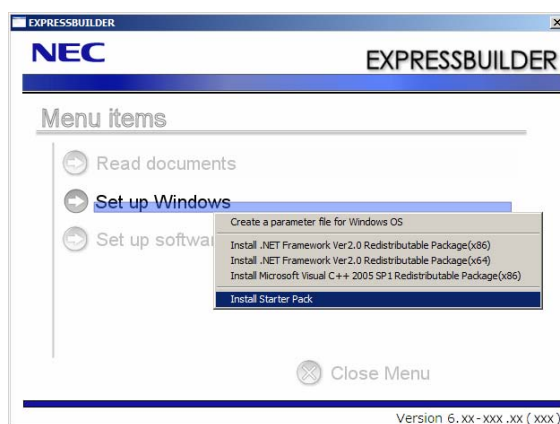 EXPRESSBUILDER
NEC
EXPRESSBUILDER
Menu items
Read documents
Set up Windows
Create a parameter file for Windows OS
Set up softwar
Install .NET Framework Ver2.0 Redistributable Package(x86)
Install .NET Framework Ver2.0 Redistributable Package(x64)
Install Microsoft Visual C++ 2005 SP1 Redistributable Package(x86)
Install Starter Pack
Close Menu
Version 6.xx-xxx.xx (xxx)